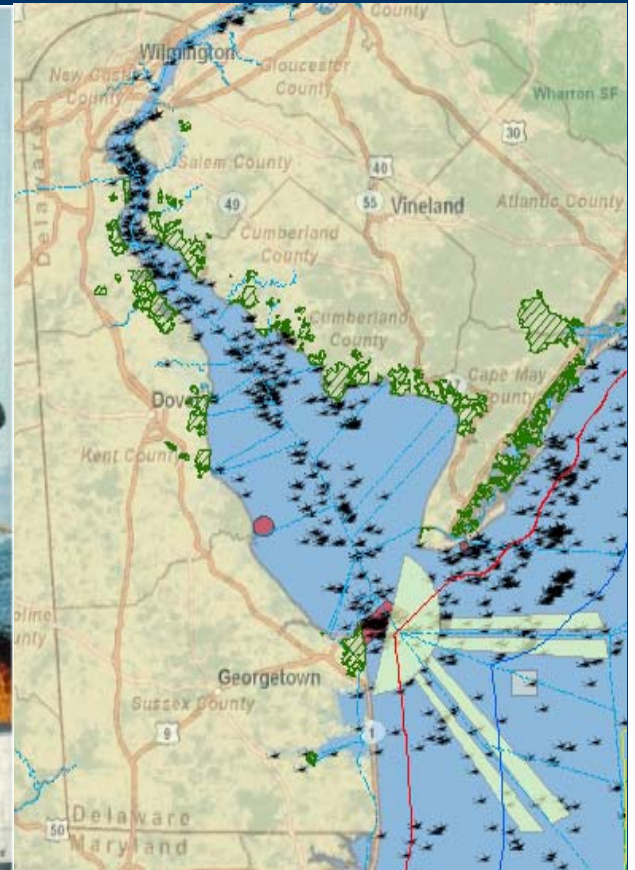 County
Wilmington
New Castle
County
Gloucester
County
Wharton SF
30
Salem County
40
49
55
Vineland
Atlantic County
Delaware
Cumberland
County
Cumberland
County
47
Cape May
County
Dover
Kent County
Georgetown
Sussex County
9
1
50
Delaware
Maryland